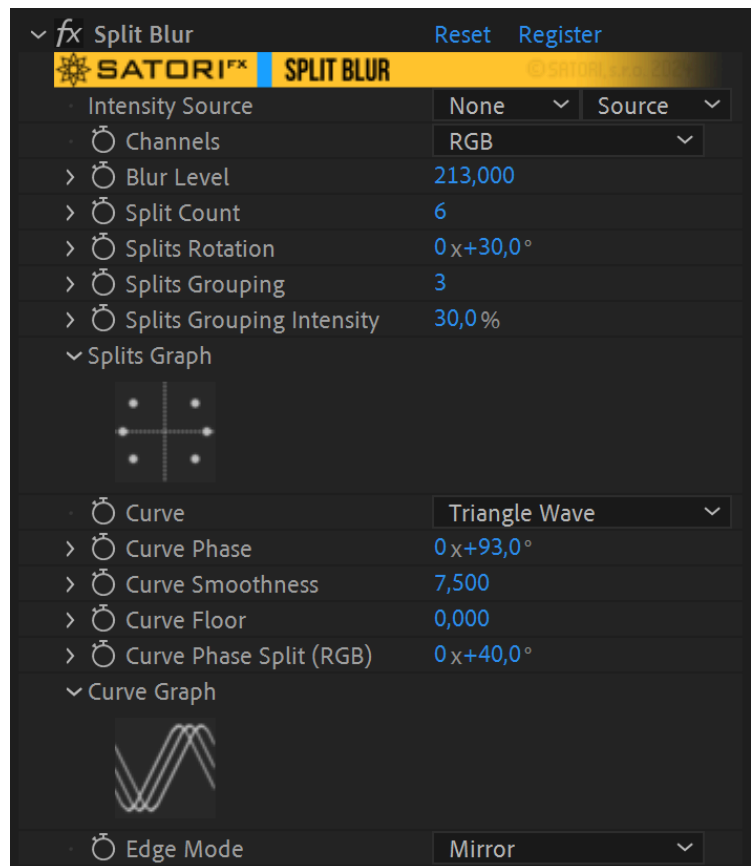 fx Split Blur Reset Register
SATORI FX SPLIT BLUR ©SATORI, s.r.o. 2024
Intensity Source None Source
Channels RGB
Blur Level 213,000
Split Count 6
Splits Rotation 0x+30,0°
Splits Grouping 3
Splits Grouping Intensity 30,0%
Splits Graph
Curve Triangle Wave
Curve Phase 0x+93,0°
Curve Smoothness 7,500
Curve Floor 0,000
Curve Phase Split (RGB) 0x+40,0°
Curve Graph
Edge Mode Mirror